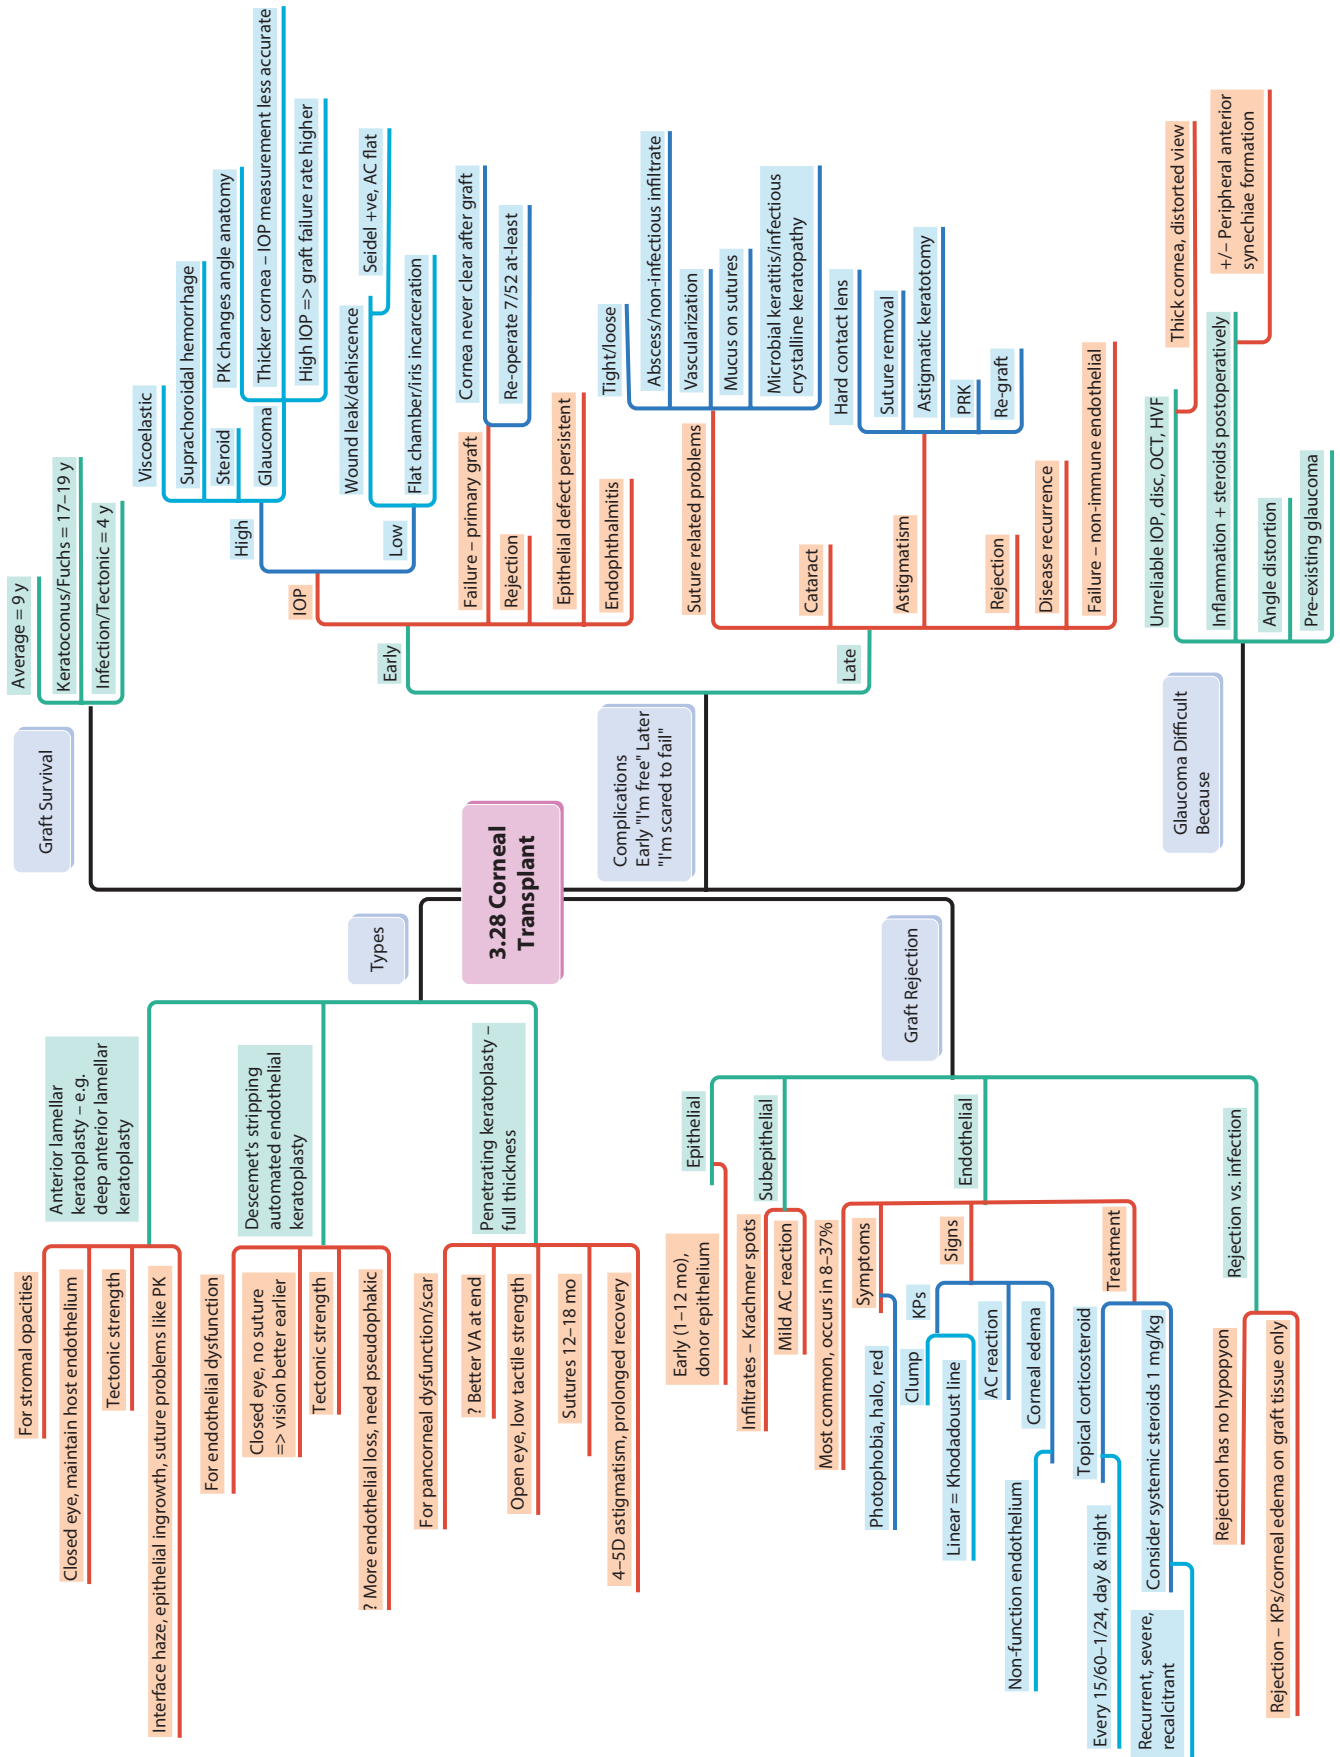 3.28 Corneal
Transplant
Types
Anterior lamellar
keratoplasty – e.g.
deep anterior lamellar
keratoplasty
For stromal opacities
Closed eye, maintain host endothelium
Tectonic strength
Interface haze, epithelial ingrowth, suture problems like PK
Descemet's stripping
automated endothelial
keratoplasty
For endothelial dysfunction
Closed eye, no suture
=> vision better earlier
Tectonic strength
? More endothelial loss, need pseudophakic
Penetrating keratoplasty –
full thickness
For pancorneal dysfunction/scar
? Better VA at end
Open eye, low tactile strength
Sutures 12–18 mo
4–5D astigmatism, prolonged recovery
Graft Rejection
Epithelial
Early (1–12 mo),
donor epithelium
Subepithelial
Infiltrates – Krachmer spots
Mild AC reaction
Endothelial
Most common, occurs in 8–37%
Symptoms
Photophobia, halo, red
Signs
KPs
Clump
Linear = Khodadoust line
AC reaction
Corneal edema
Non-function endothelium
Treatment
Topical corticosteroid
Every 15/60–1/24, day & night
Consider systemic steroids 1 mg/kg
Recurrent, severe,
recalcitrant
Rejection vs. infection
Rejection has no hypopyon
Rejection – KPs/corneal edema on graft tissue only
Graft Survival
Average = 9 y
Keratoconus/Fuchs = 17–19 y
Infection/Tectonic = 4 y
Complications
Early "I'm free" Later
"I'm scared to fail"
Early
IOP
High
Viscoelastic
Suprachoroidal hemorrhage
Steroid
Glaucoma
PK changes angle anatomy
Thicker cornea – IOP measurement less accurate
High IOP => graft failure rate higher
Low
Wound leak/dehiscence
Seidel +ve, AC flat
Flat chamber/iris incarceration
Failure – primary graft
Cornea never clear after graft
Re-operate 7/52 at-least
Rejection
Epithelial defect persistent
Endophthalmitis
Late
Suture related problems
Tight/loose
Abscess/non-infectious infiltrate
Vascularization
Mucus on sutures
Microbial keratitis/infectious
crystalline keratopathy
Cataract
Astigmatism
Hard contact lens
Suture removal
Astigmatic keratotomy
PRK
Re-graft
Rejection
Disease recurrence
Failure – non-immune endothelial
Glaucoma Difficult
Because
Unreliable IOP, disc, OCT, HVF
Thick cornea, distorted view
Inflammation + steroids postoperatively
+/– Peripheral anterior
synechiae formation
Angle distortion
Pre-existing glaucoma